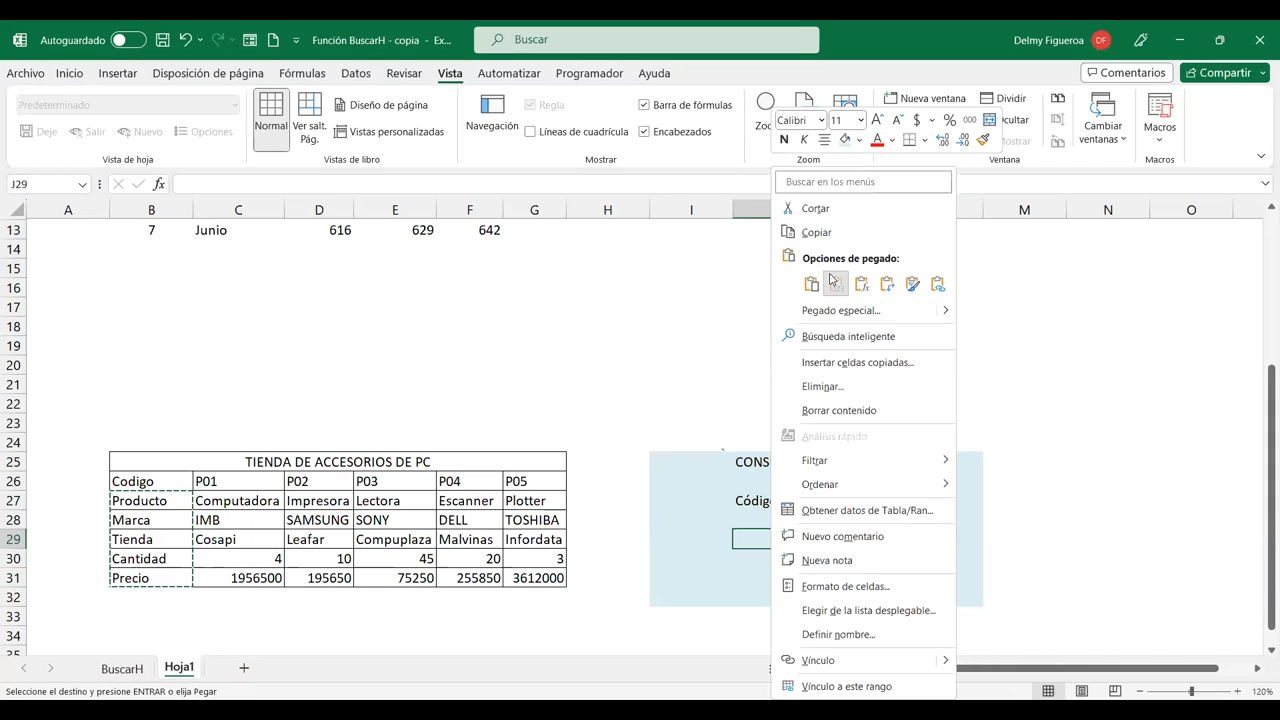 Autoguardado
Función BuscarH - copia - Ex...
Buscar
Delmy Figueroa
DF
Archivo Inicio Insertar Disposición de página Fórmulas Datos Revisar Vista Automatizar Programador Ayuda
Comentarios
Compartir
Predeterminado
Deje Salir Nuevo Opciones
Vista de hoja
Normal
Ver salt. Pág.
Diseño de página
Vistas personalizadas
Vistas de libro
Navegación
Regla
Líneas de cuadrícula
Barra de fórmulas
Encabezados
Mostrar
Zoom
Nueva ventana
Dividir
Ocultar
Mostrar
Ventana
Cambiar ventanas
Macros
Macros
Calibri 11
$ % 000
N K A
J29
fx
A B C D E F G H I M N O
13 7 Junio 616 629 642
14
15
16
17
18
19
20
21
22
23
24
25 TIENDA DE ACCESORIOS DE PC CONS
26 Codigo P01 P02 P03 P04 P05
27 Producto Computadora Impresora Lectora Escanner Plotter Códig
28 Marca IMB SAMSUNG SONY DELL TOSHIBA
29 Tienda Cosapi Leafar Compuplaza Malvinas Infordata
30 Cantidad 4 10 45 20 3
31 Precio 1956500 195650 75250 255850 3612000
32
33
34
35
Buscar en los menús
Cortar
Copiar
Opciones de pegado:
Pegado especial...
Búsqueda inteligente
Insertar celdas copiadas...
Eliminar...
Borrar contenido
Análisis rápido
Filtrar
Ordenar
Obtener datos de Tabla/Ran...
Nuevo comentario
Nueva nota
Formato de celdas...
Elegir de la lista desplegable...
Definir nombre...
Vínculo
Vínculo a este rango
BuscarH Hoja1
Seleccione el destino y presione ENTRAR o elija Pegar
120%